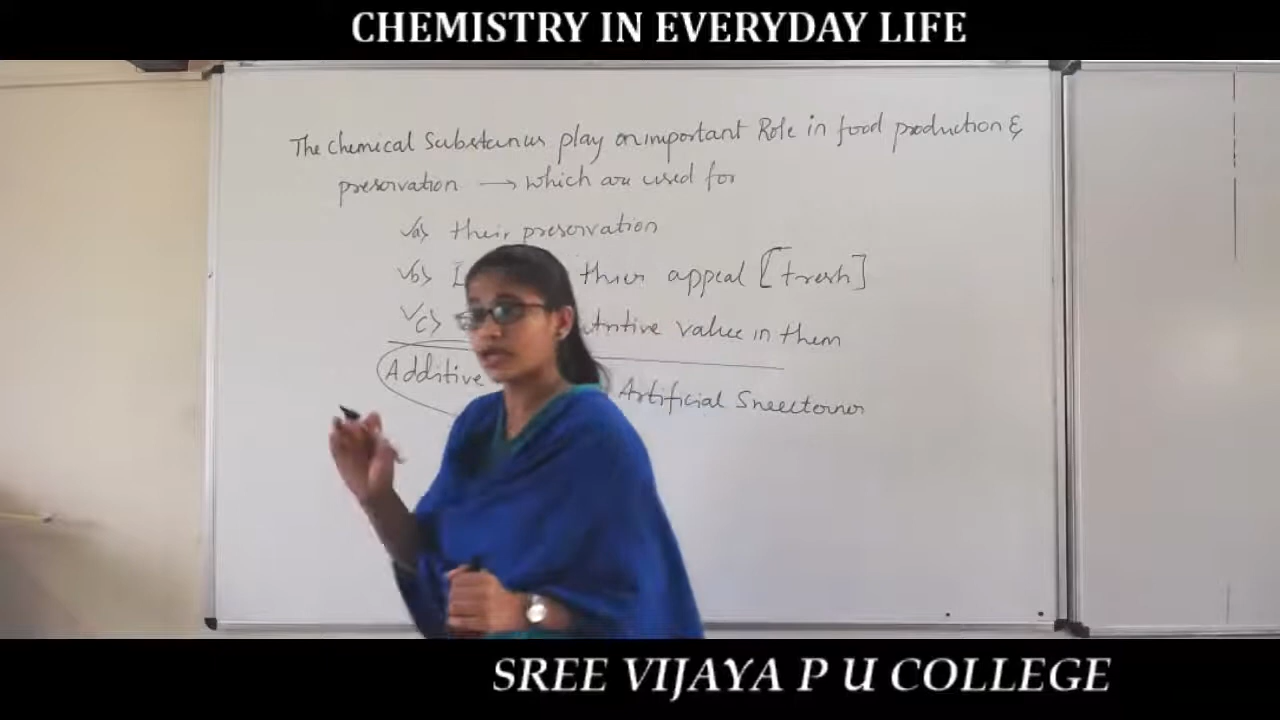 CHEMISTRY IN EVERYDAY LIFE
The Chemical Substances play an important Role in food production &
preservation → which are used for
a> their preservation
b> their appeal [fresh]
c> value in them
Additive
Artificial Sweetener
SREE VIJAYA P U COLLEGE